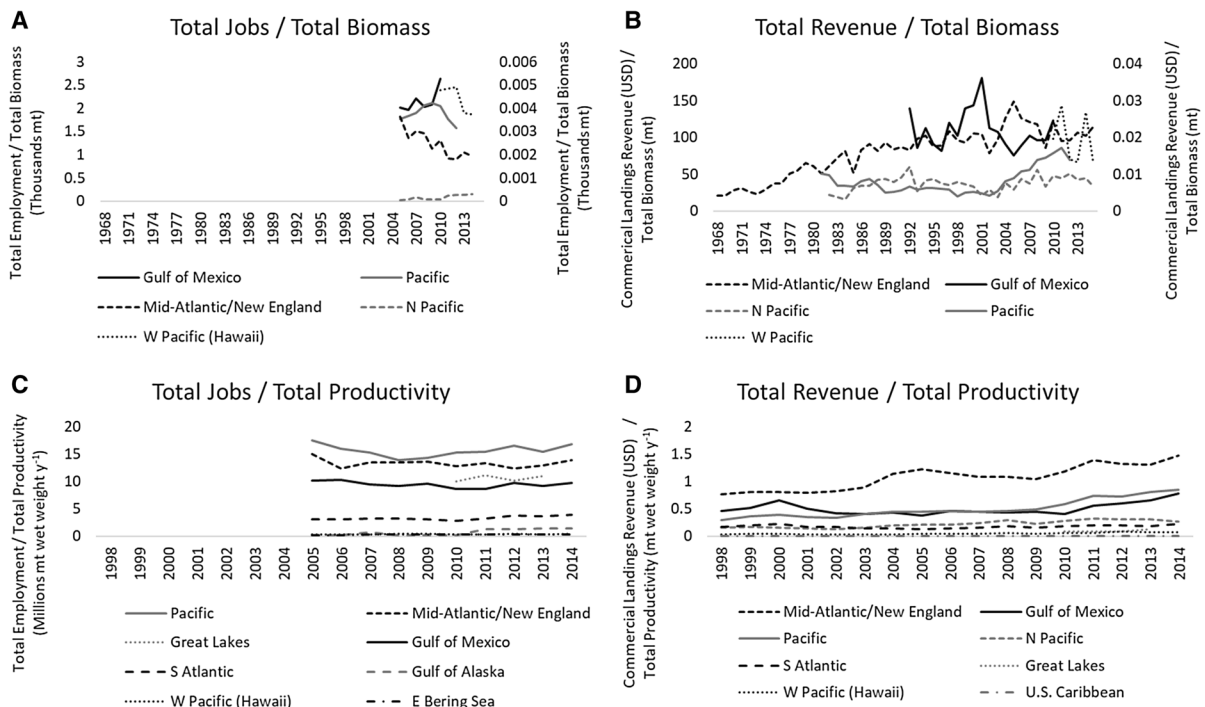 A
Total Jobs / Total Biomass
Total Employment / Total Biomass
(Thousands mt)
3
2.5
2
1.5
1
0.5
0
0.006
0.005
0.004
0.003
0.002
0.001
0
Total Employment / Total Biomass
(Thousands mt)
1968 1971 1974 1977 1980 1983 1986 1989 1992 1995 1998 2001 2004 2007 2010 2013
Gulf of Mexico Pacific
Mid-Atlantic/New England N Pacific
W Pacific (Hawaii)
B
Total Revenue / Total Biomass
Commerical Landings Revenue (USD) /
Total Biomass (mt)
200
150
100
50
0
0.04
0.03
0.02
0.01
0
Commercial Landings Revenue (USD) /
Total Biomass (mt)
1968 1971 1974 1977 1980 1983 1986 1989 1992 1995 1998 2001 2004 2007 2010 2013
Mid-Atlantic/New England Gulf of Mexico
N Pacific Pacific
W Pacific
C
Total Jobs / Total Productivity
Total Employment / Total Productivity
(Millions mt wet weight y⁻¹)
20
15
10
5
0
1998 1999 2000 2001 2002 2003 2004 2005 2006 2007 2008 2009 2010 2011 2012 2013 2014
Pacific Mid-Atlantic/New England
Great Lakes Gulf of Mexico
S Atlantic Gulf of Alaska
W Pacific (Hawaii) E Bering Sea
D
Total Revenue / Total Productivity
Commercial Landings Revenue (USD) /
Total Productivity (mt wet weight y⁻¹)
2
1.5
1
0.5
0
1998 1999 2000 2001 2002 2003 2004 2005 2006 2007 2008 2009 2010 2011 2012 2013 2014
Mid-Atlantic/New England Gulf of Mexico
Pacific N Pacific
S Atlantic Great Lakes
W Pacific (Hawaii) U.S. Caribbean